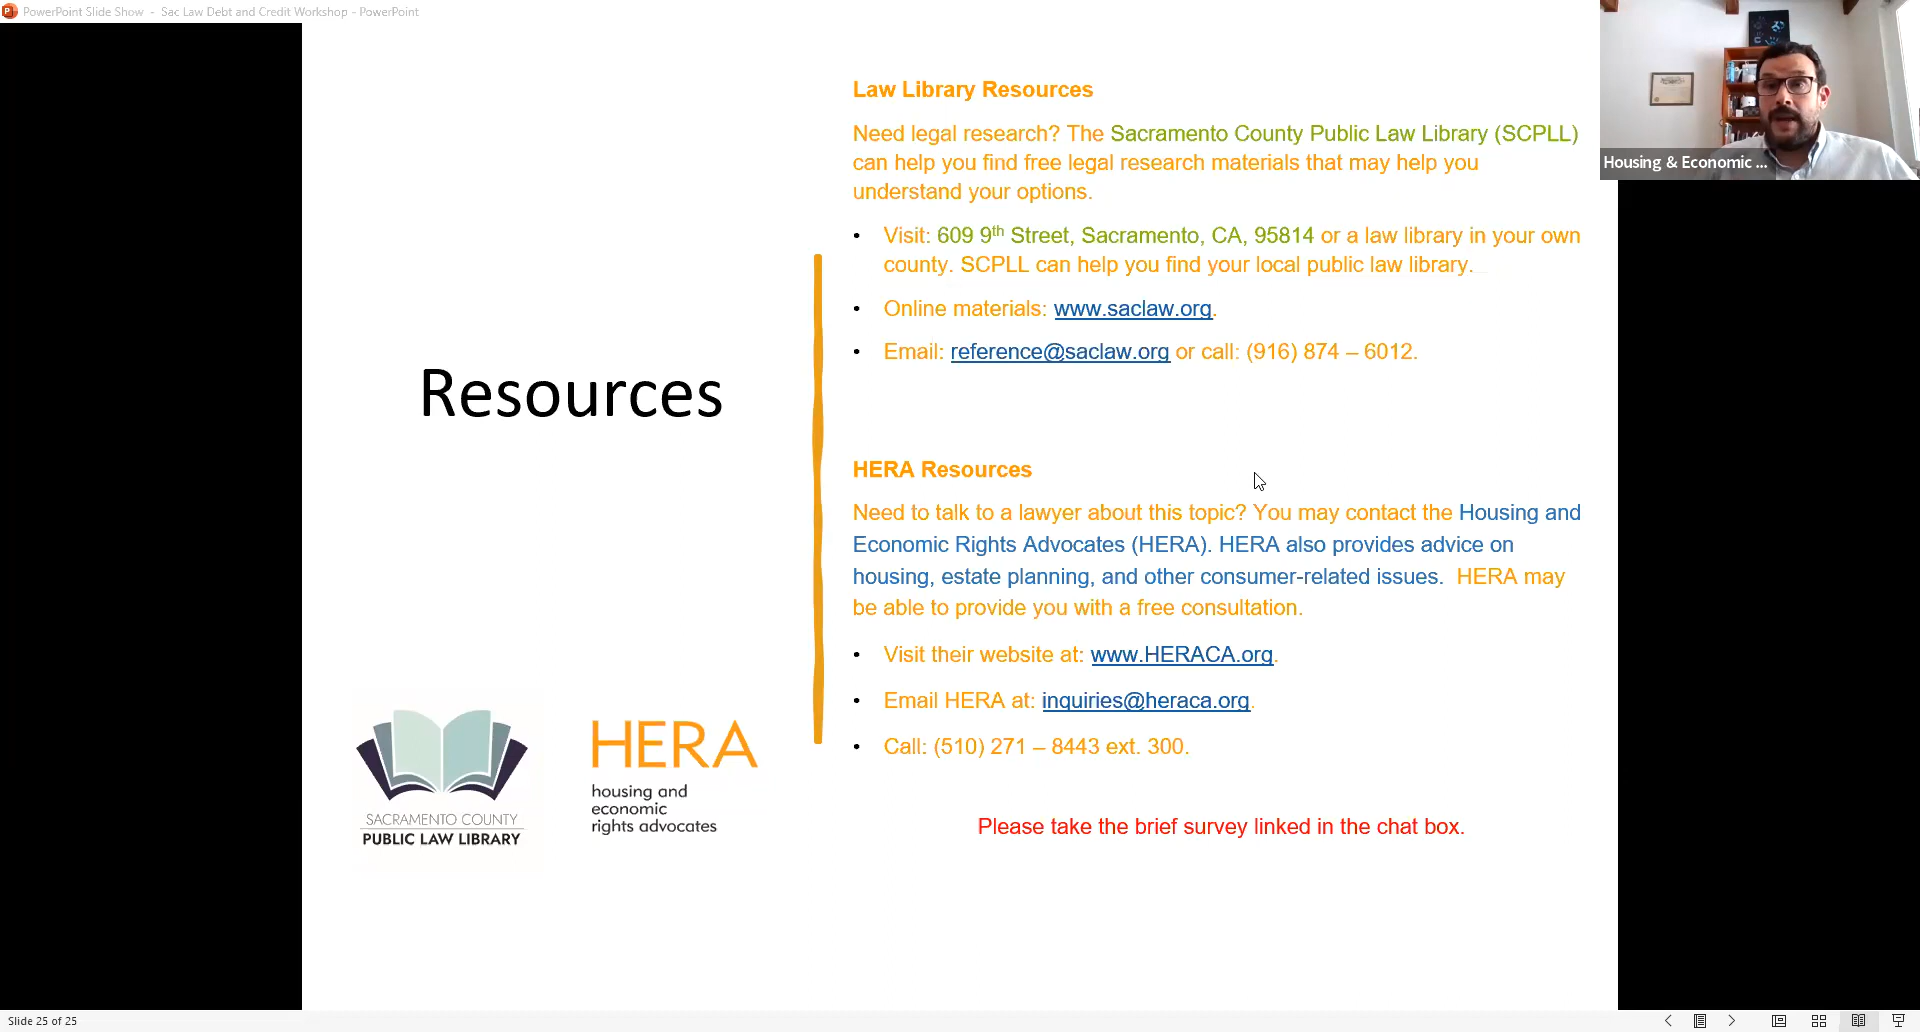 PowerPoint Slide Show - Sac Law Debt and Credit Workshop - PowerPoint
Housing & Economic ...
Law Library Resources
Need legal research? The Sacramento County Public Law Library (SCPLL)
can help you find free legal research materials that may help you
understand your options.
• Visit: 609 9th Street, Sacramento, CA, 95814 or a law library in your own
county. SCPLL can help you find your local public law library.
• Online materials: www.saclaw.org.
• Email: reference@saclaw.org or call: (916) 874 – 6012.
Resources
HERA Resources
Need to talk to a lawyer about this topic? You may contact the Housing and
Economic Rights Advocates (HERA). HERA also provides advice on
housing, estate planning, and other consumer-related issues. HERA may
be able to provide you with a free consultation.
• Visit their website at: www.HERACA.org.
• Email HERA at: inquiries@heraca.org.
• Call: (510) 271 – 8443 ext. 300.
Please take the brief survey linked in the chat box.
SACRAMENTO COUNTY
PUBLIC LAW LIBRARY
HERA
housing and
economic
rights advocates
Slide 25 of 25